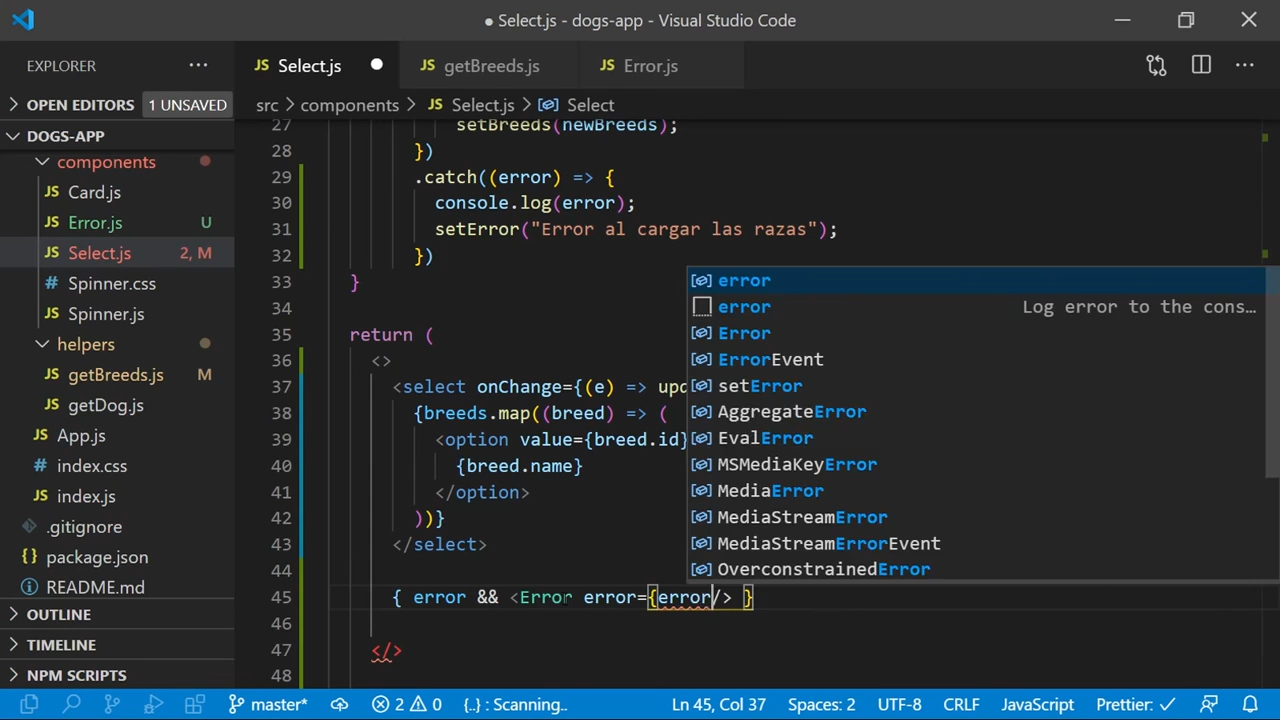 ● Select.js - dogs-app - Visual Studio Code
EXPLORER
JS Select.js ●
JS getBreeds.js
JS Error.js
OPEN EDITORS 1 UNSAVED
src > components > JS Select.js > Select
DOGS-APP
components
JS Card.js
JS Error.js U
JS Select.js 2, M
# Spinner.css
JS Spinner.js
helpers
JS getBreeds.js M
JS getDog.js
JS App.js
# index.css
JS index.js
.gitignore
package.json
README.md
OUTLINE
TIMELINE
NPM SCRIPTS
27 setBreeds(newBreeds);
28 })
29 .catch((error) => {
30 console.log(error);
31 setError("Error al cargar las razas");
32 })
33 }
34
35 return (
36 <>
37 <select onChange={(e) => upd
38 {breeds.map((breed) => (
39 <option value={breed.id}
40 {breed.name}
41 </option>
42 ))}
43 </select>
44
45 { error && <Error error={error/> }
46
47 </>
48
error
error Log error to the cons…
Error
ErrorEvent
setError
AggregateError
EvalError
MSMediaKeyError
MediaError
MediaStreamError
MediaStreamErrorEvent
OverconstrainedError
master* 2 0 {..} : Scanning.. Ln 45, Col 37 Spaces: 2 UTF-8 CRLF JavaScript Prettier: ✓